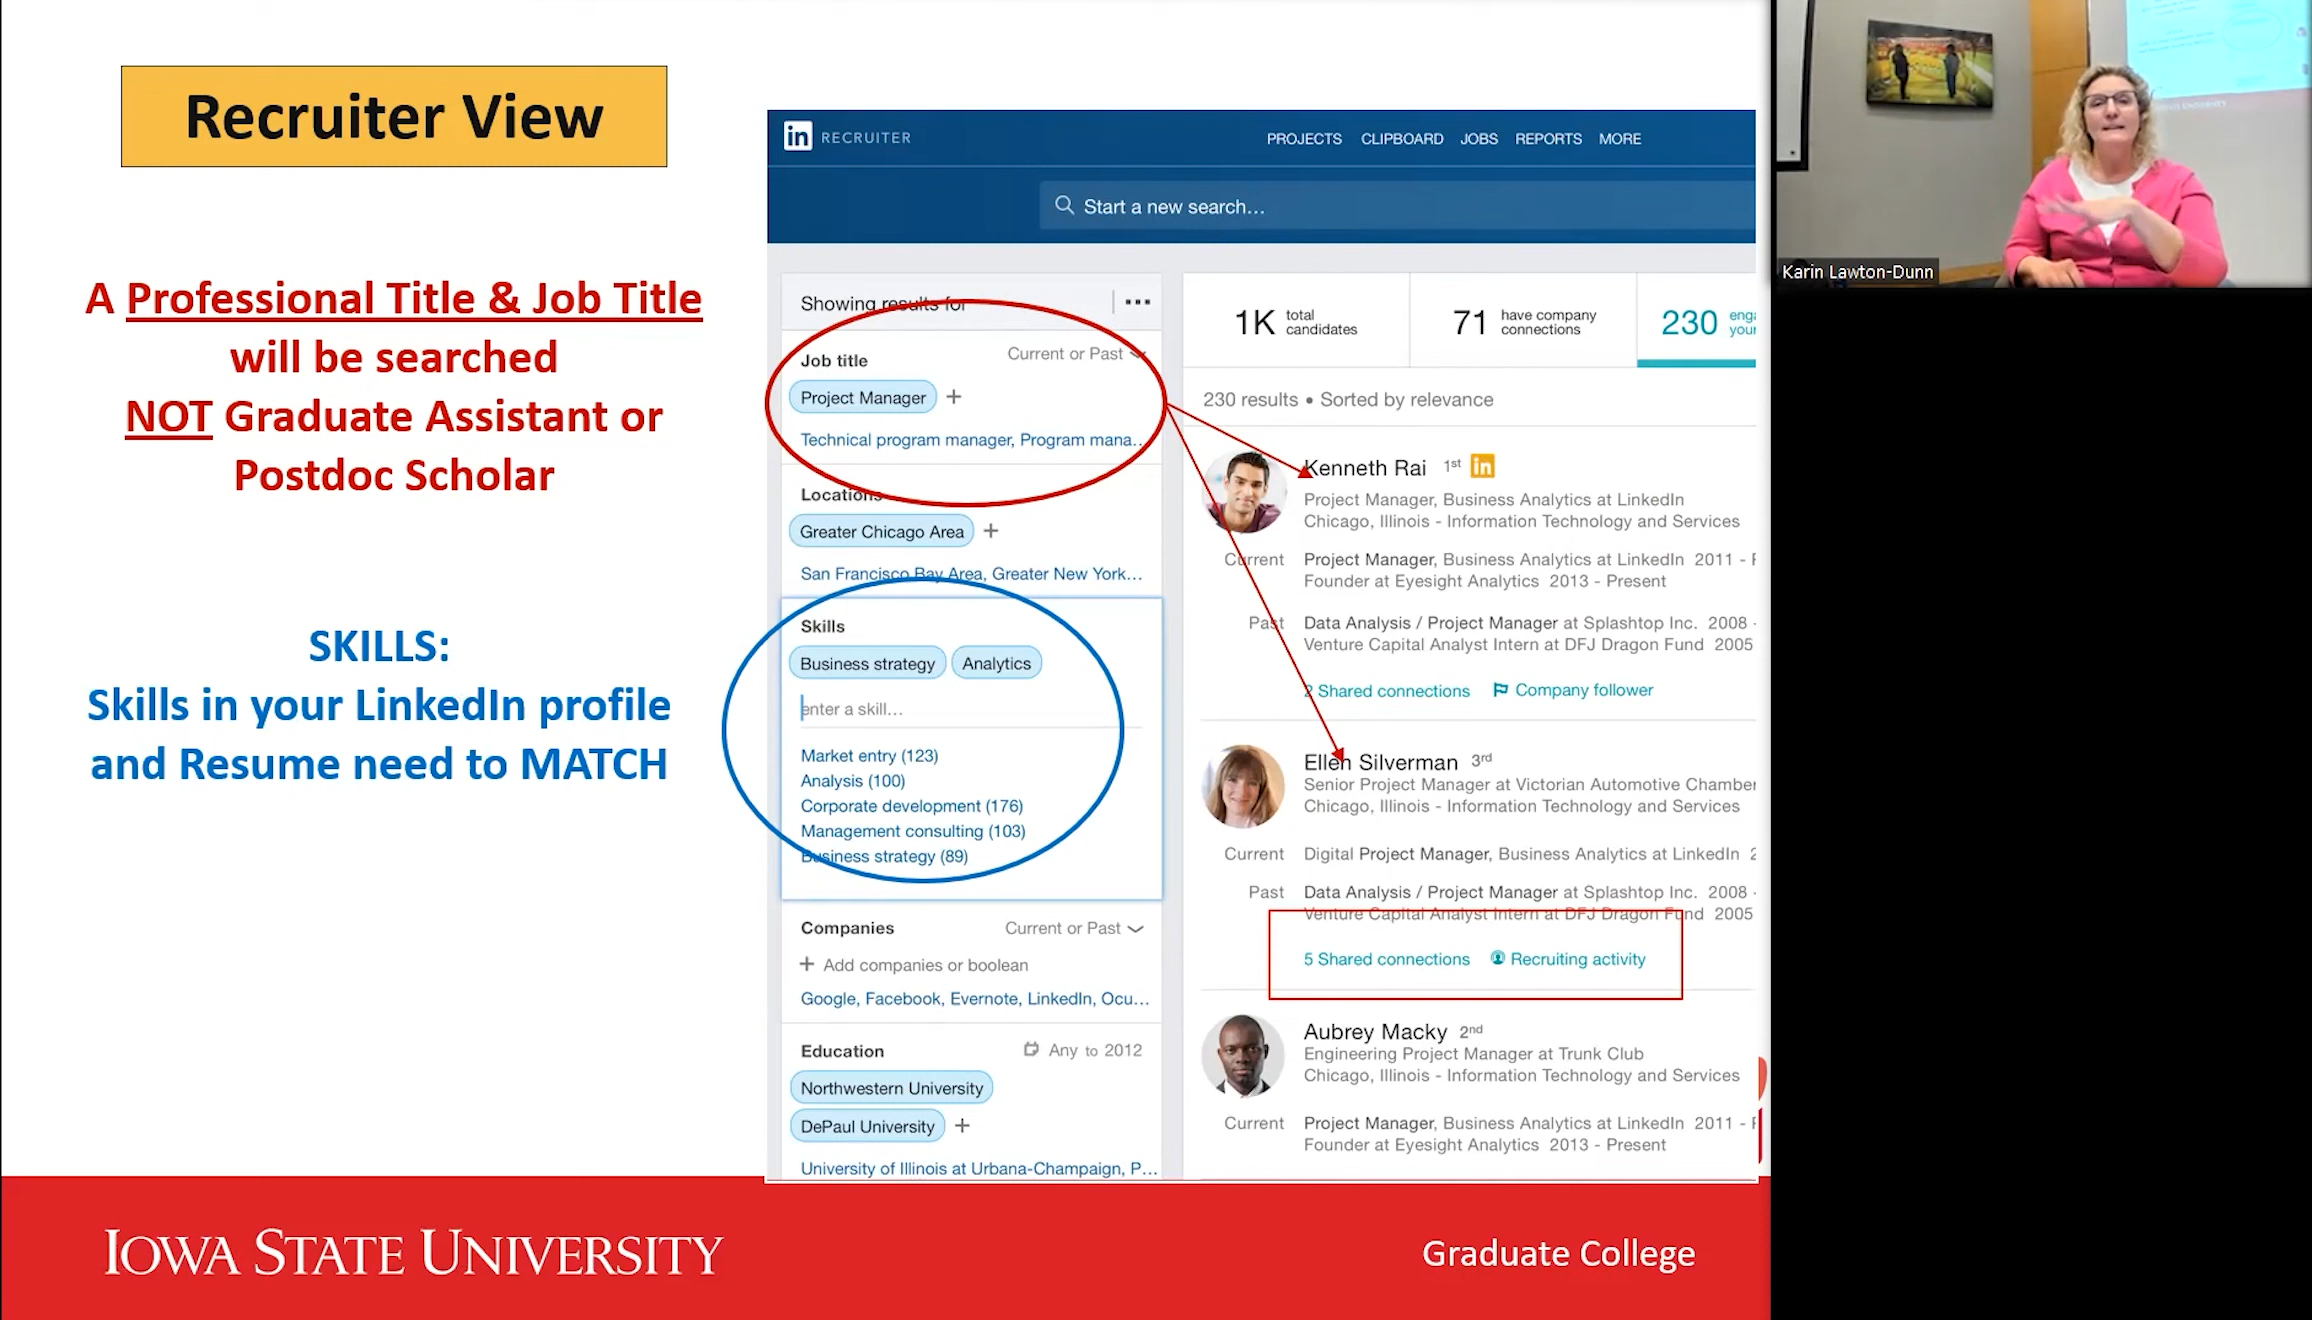 Recruiter View
A Professional Title & Job Title
will be searched
NOT Graduate Assistant or
Postdoc Scholar
SKILLS:
Skills in your LinkedIn profile
and Resume need to MATCH
in RECRUITER
PROJECTS CLIPBOARD JOBS REPORTS MORE
Start a new search...
Showing results for
Job title Current or Past
Project Manager +
Technical program manager, Program mana...
Locations
Greater Chicago Area +
San Francisco Bay Area, Greater New York...
Skills
Business strategy Analytics
enter a skill...
Market entry (123)
Analysis (100)
Corporate development (176)
Management consulting (103)
Business strategy (89)
Companies Current or Past
+ Add companies or boolean
Google, Facebook, Evernote, LinkedIn, Ocu...
Education Any to 2012
Northwestern University
DePaul University +
University of Illinois at Urbana-Champaign, P...
1K total candidates
71 have company connections
230
230 results • Sorted by relevance
Kenneth Rai 1st in
Project Manager, Business Analytics at LinkedIn
Chicago, Illinois - Information Technology and Services
Current Project Manager, Business Analytics at LinkedIn 2011 -
Founder at Eyesight Analytics 2013 - Present
Past Data Analysis / Project Manager at Splashtop Inc. 2008 -
Venture Capital Analyst Intern at DFJ Dragon Fund 2005
2 Shared connections Company follower
Ellen Silverman 3rd
Senior Project Manager at Victorian Automotive Chamber
Chicago, Illinois - Information Technology and Services
Current Digital Project Manager, Business Analytics at LinkedIn 2
Past Data Analysis / Project Manager at Splashtop Inc. 2008 -
Venture Capital Analyst Intern at DFJ Dragon Fund 2005
5 Shared connections Recruiting activity
Aubrey Macky 2nd
Engineering Project Manager at Trunk Club
Chicago, Illinois - Information Technology and Services
Current Project Manager, Business Analytics at LinkedIn 2011 -
Founder at Eyesight Analytics 2013 - Present
IOWA STATE UNIVERSITY
Graduate College
Karin Lawton-Dunn